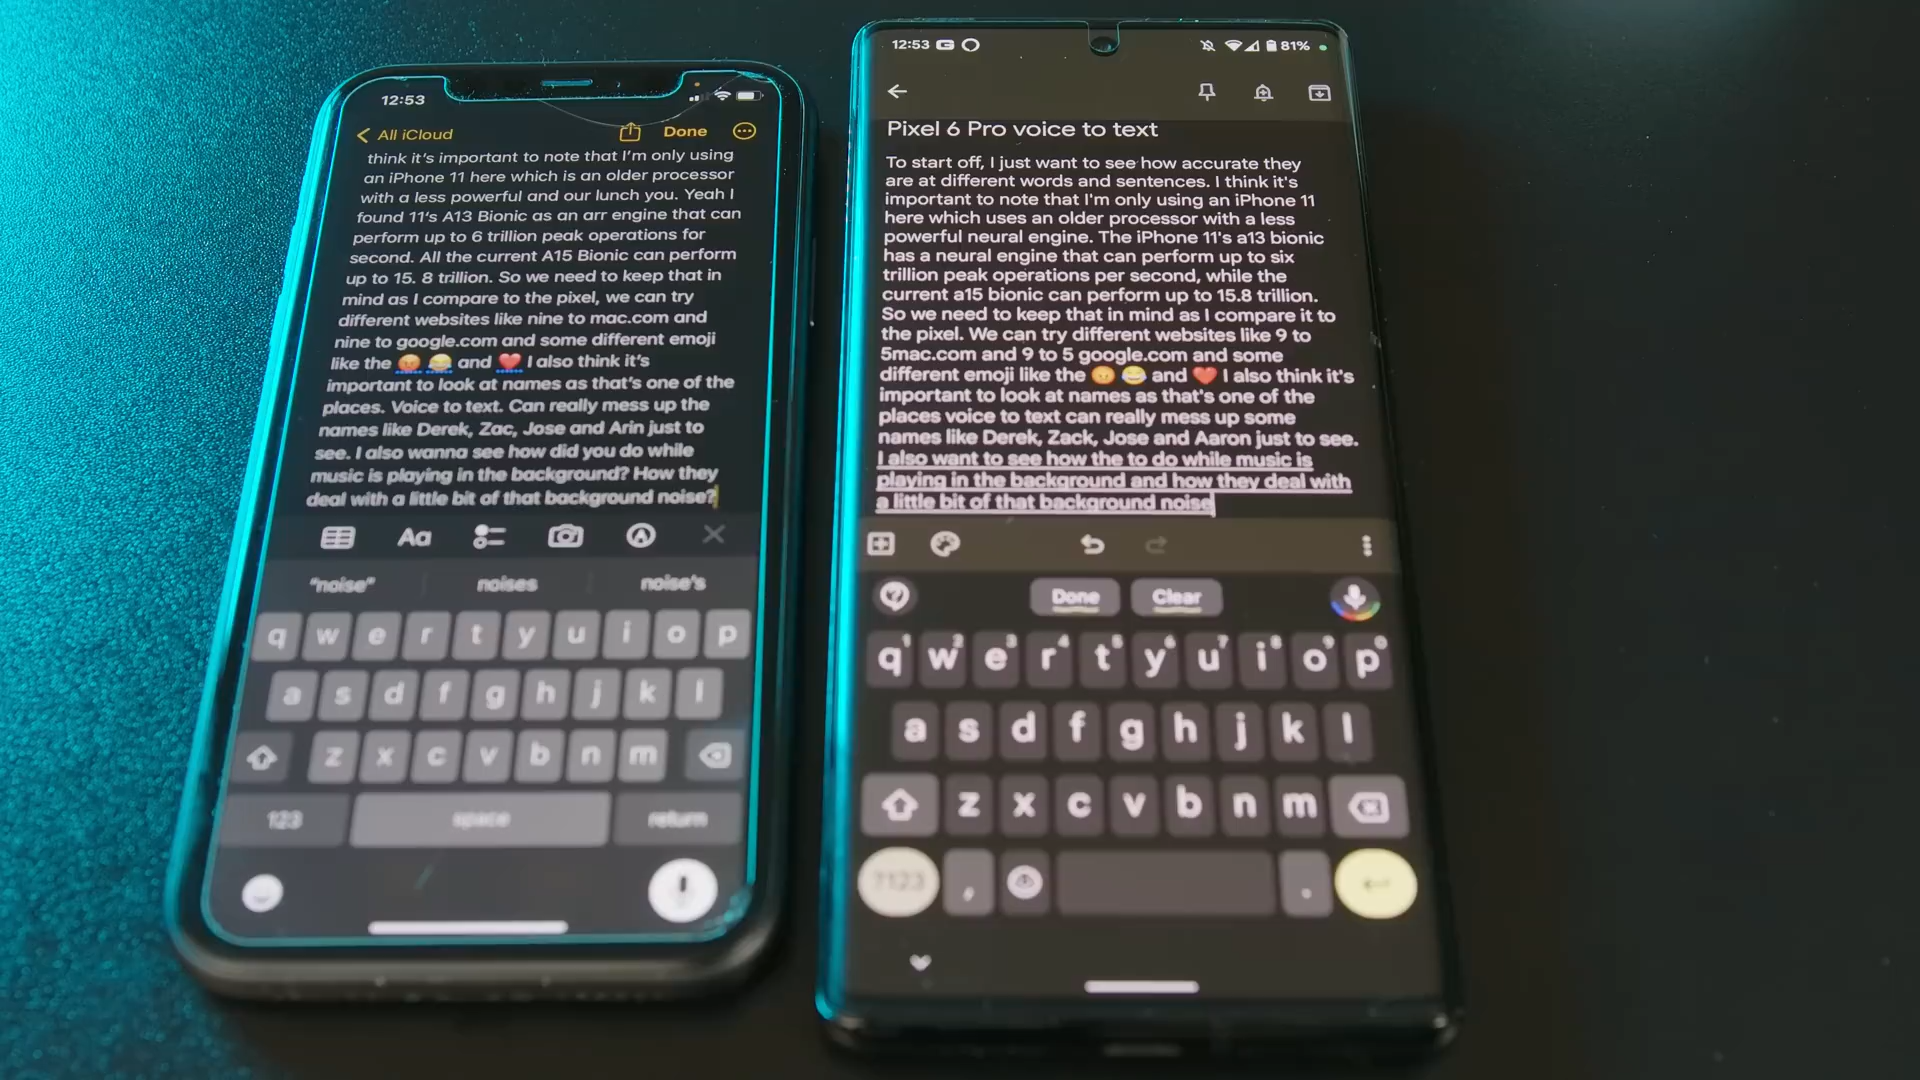 12:53
All iCloud
Done
think it's important to note that I'm only using
an iPhone 11 here which is an older processor
with a less powerful and our lunch you. Yeah I
found 11's A13 Bionic as an arr engine that can
perform up to 6 trillion peak operations for
second. All the current A15 Bionic can perform
up to 15. 8 trillion. So we need to keep that in
mind as I compare to the pixel, we can try
different websites like nine to mac.com and
nine to google.com and some different emoji
like the 😡 😂 and ❤️ I also think it's
important to look at names as that's one of the
places. Voice to text. Can really mess up the
names like Derek, Zac, Jose and Arin just to
see. I also wanna see how did you do while
music is playing in the background? How they
deal with a little bit of that background noise?
Aa
"noise" noises noise's
q w e r t y u i o p
a s d f g h j k l
z x c v b n m
123 space return
12:53 G 81%
Pixel 6 Pro voice to text
To start off, I just want to see how accurate they
are at different words and sentences. I think it's
important to note that I'm only using an iPhone 11
here which uses an older processor with a less
powerful neural engine. The iPhone 11's a13 bionic
has a neural engine that can perform up to six
trillion peak operations per second, while the
current a15 bionic can perform up to 15.8 trillion.
So we need to keep that in mind as I compare it to
the pixel. We can try different websites like 9 to
5mac.com and 9 to 5 google.com and some
different emoji like the 😡 😂 and ❤️ I also think it's
important to look at names as that's one of the
places voice to text can really mess up some
names like Derek, Zack, Jose and Aaron just to see.
I also want to see how the to do while music is
playing in the background and how they deal with
a little bit of that background noise
Done Clear
q1 w2 e3 r4 t5 y6 u7 i8 o9 p0
a s d f g h j k l
z x c v b n m
?123 , .